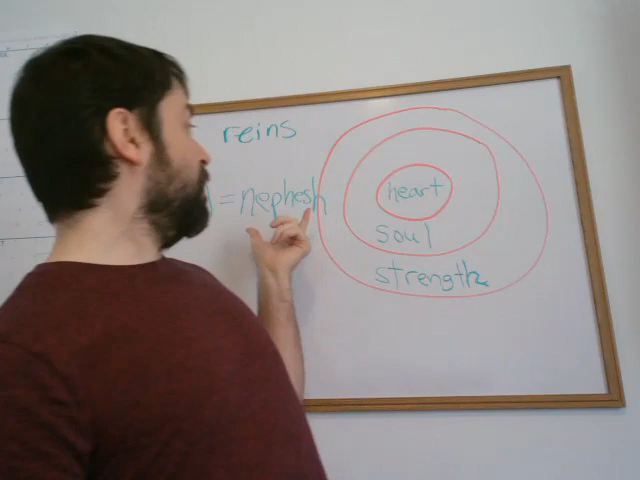 reins
= nephesh
heart
soul
strength